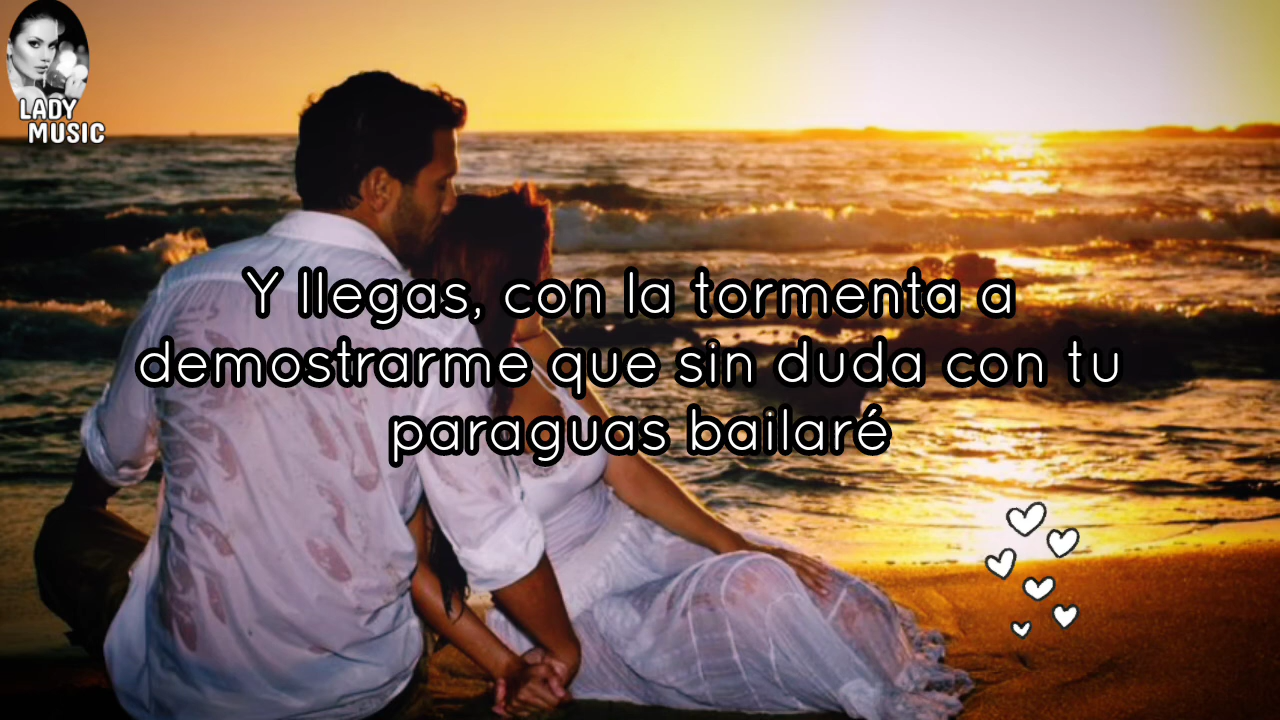 LADY
MUSIC
Y llegas, con la tormenta a
demostrarme que sin duda con tu
paraguas bailaré